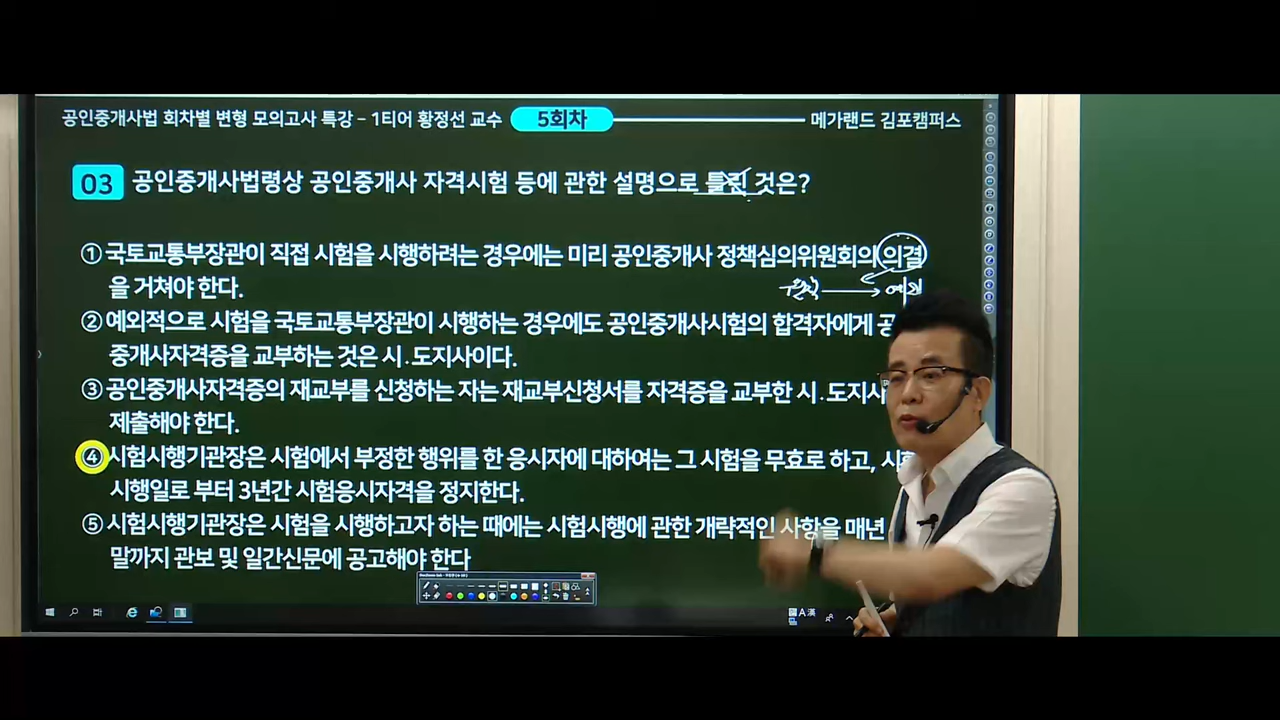 공인중개사법 회차별 변형 모의고사 특강 - 1티어 황정선 교수 5회차 메가랜드 김포캠퍼스
03 공인중개사법령상 공인중개사 자격시험 등에 관한 설명으로 틀린 것은?
① 국토교통부장관이 직접 시험을 시행하려는 경우에는 미리 공인중개사 정책심의위원회의 의결
을 거쳐야 한다.
② 예외적으로 시험을 국토교통부장관이 시행하는 경우에도 공인중개사시험의 합격자에게 공
중개사자격증을 교부하는 것은 시.도지사이다.
③ 공인중개사자격증의 재교부를 신청하는 자는 재교부신청서를 자격증을 교부한 시.도지사
제출해야 한다.
④ 시험시행기관장은 시험에서 부정한 행위를 한 응시자에 대하여는 그 시험을 무효로 하고,
시행일로 부터 3년간 시험응시자격을 정지한다.
⑤ 시험시행기관장은 시험을 시행하고자 하는 때에는 시험시행에 관한 개략적인 사항을 매년
말까지 관보 및 일간신문에 공고해야 한다
A漢